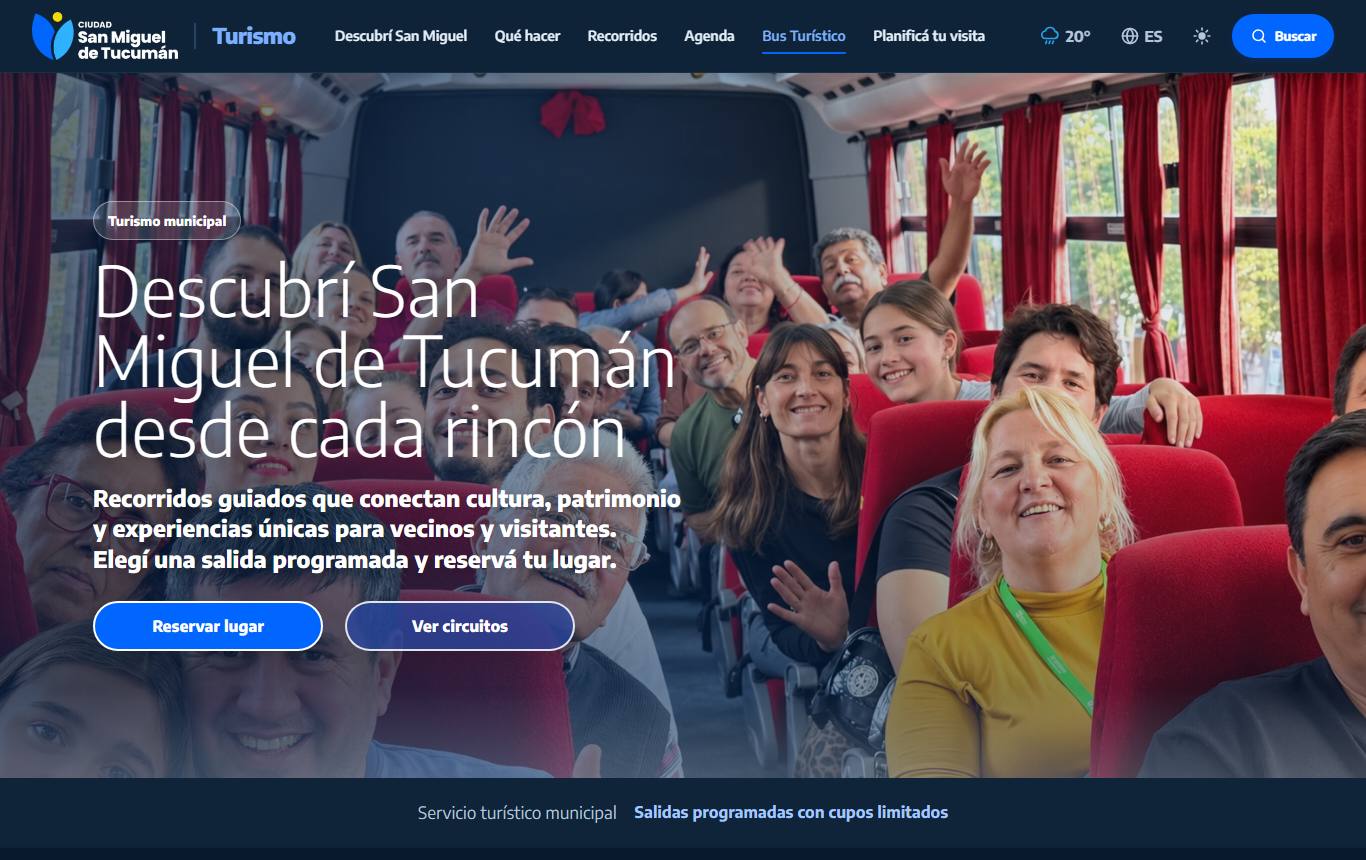 CIUDAD
San Miguel
de Tucumán
Turismo
Descubrí San Miguel
Qué hacer
Recorridos
Agenda
Bus Turístico
Planificá tu visita
20°
ES
Buscar
Turismo municipal
Descubrí San
Miguel de Tucumán
desde cada rincón
Recorridos guiados que conectan cultura, patrimonio
y experiencias únicas para vecinos y visitantes.
Elegí una salida programada y reservá tu lugar.
Reservar lugar
Ver circuitos
Servicio turístico municipal
Salidas programadas con cupos limitados